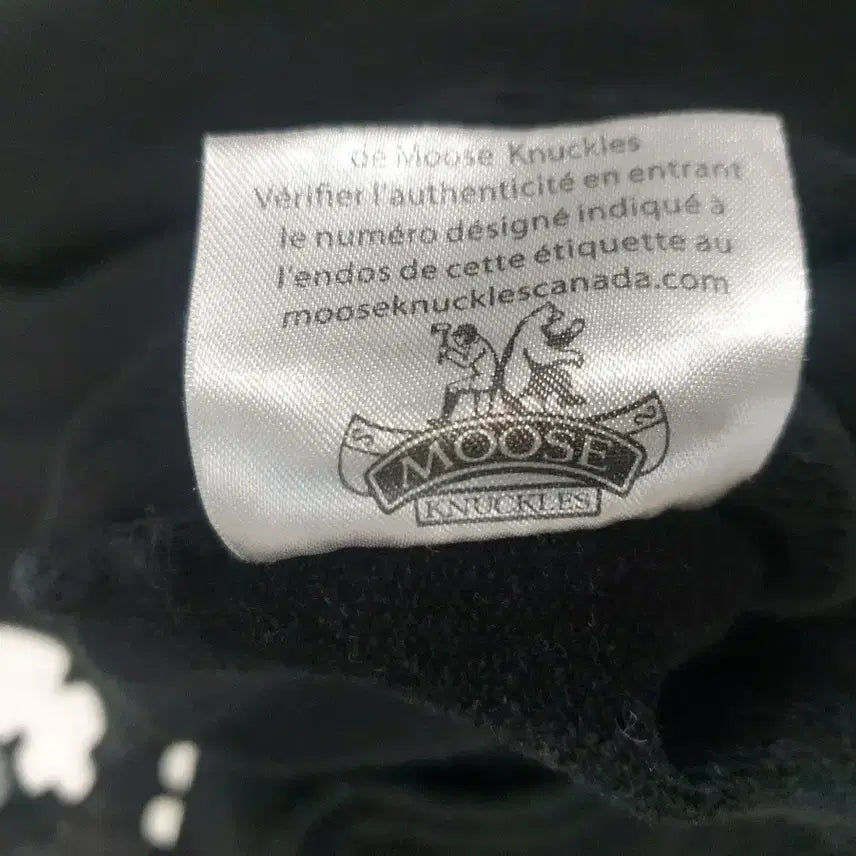 de Moose Knuckles
Vérifier l'authenticité en entrant
le numéro désigné indiqué à
l'endos de cette étiquette au
mooseknucklescanada.com
MOOSE
KNUCKLES